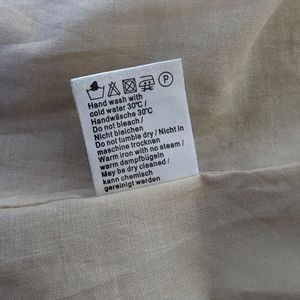 P
Hand wash with
cold water 30°C /
Handwäsche 30°C
Do not bleach /
Nicht bleichen
Do not tumble dry / Nicht in
maschine trocknen
Warm iron with no steam /
warm dampfbügeln
May be dry cleaned /
kann chemisch
gereinigt werden